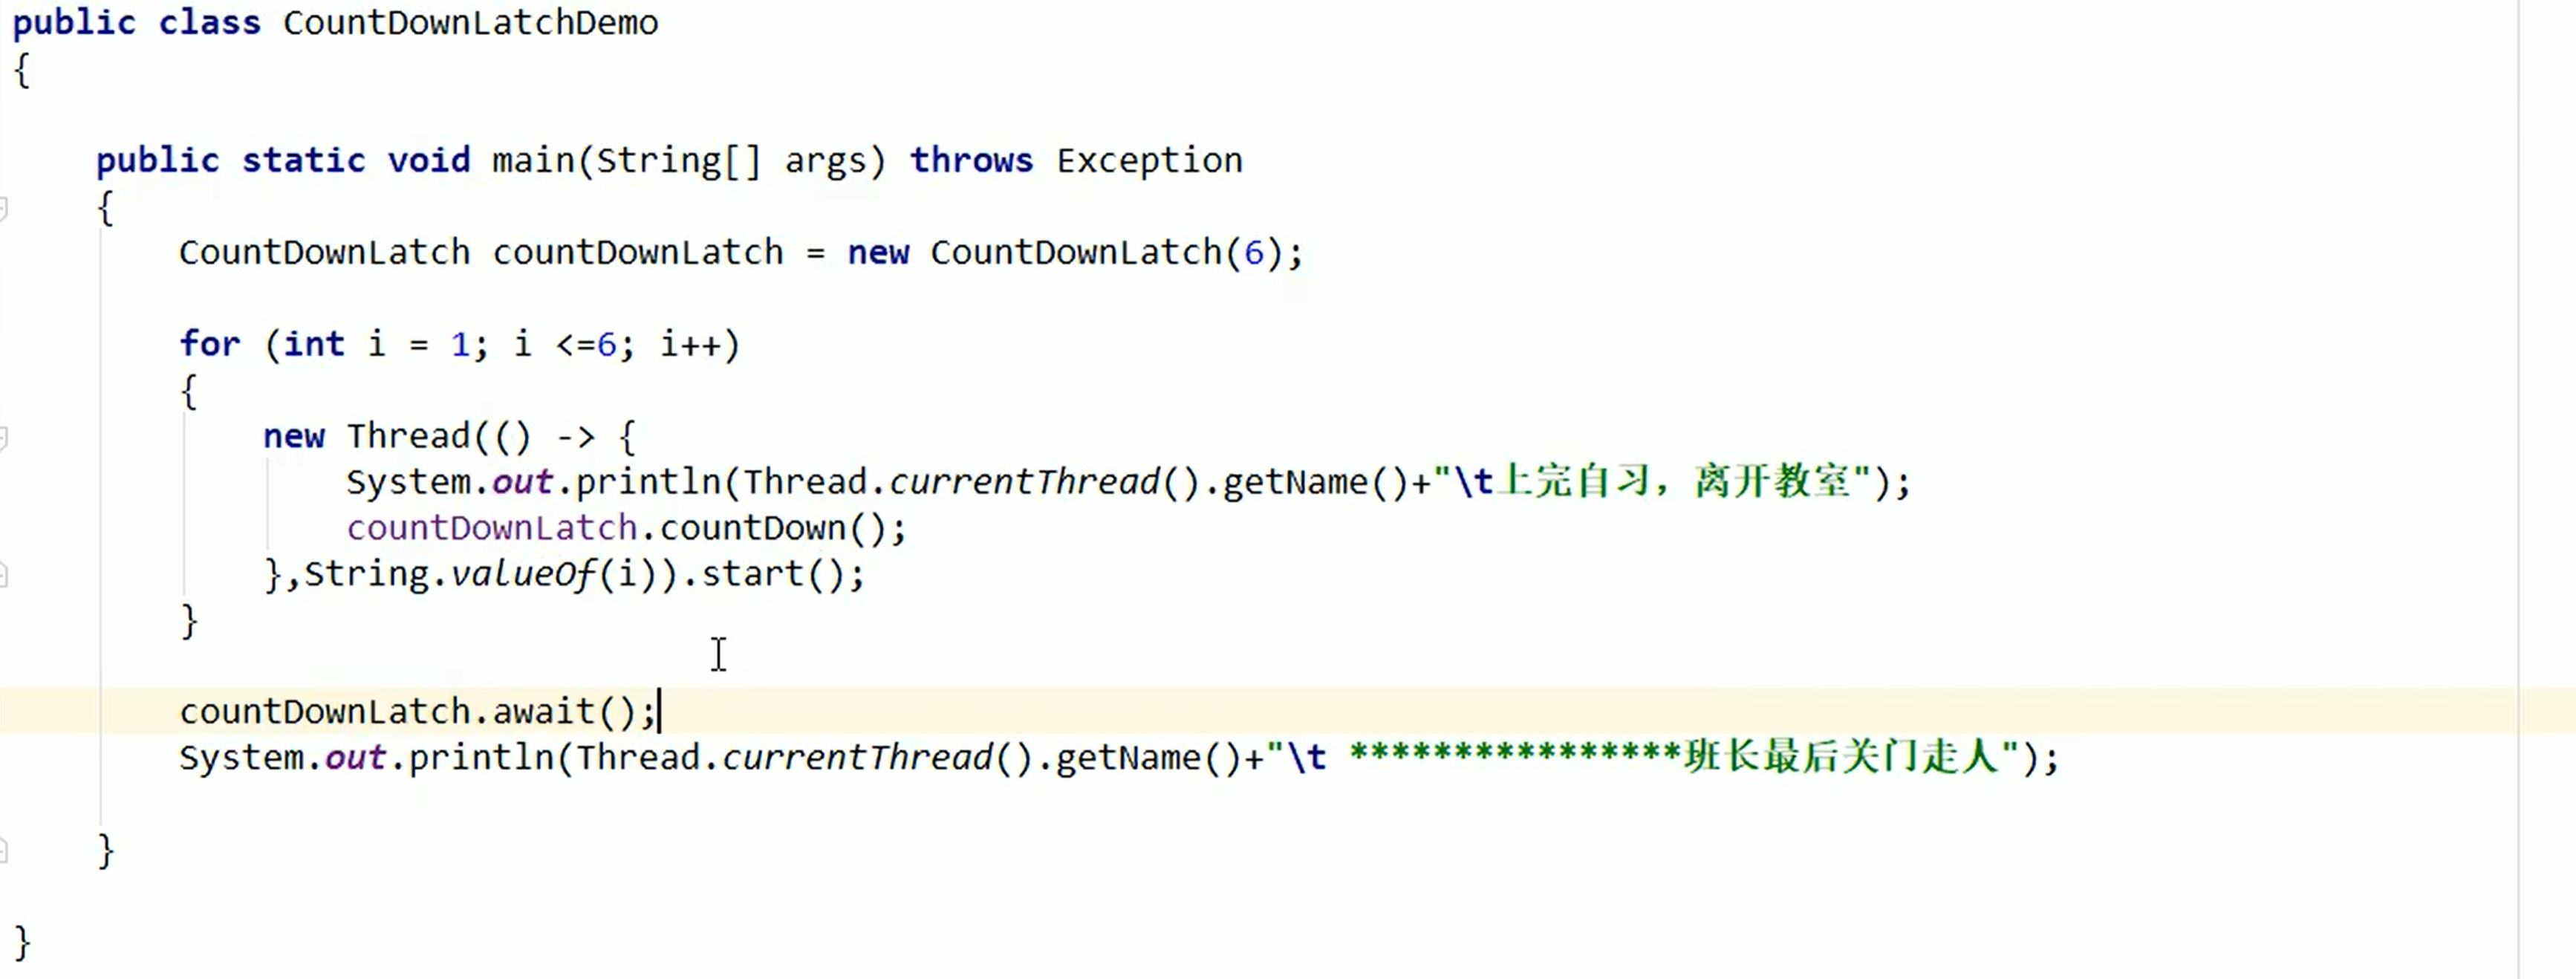 public class CountDownLatchDemo
{
public static void main(String[] args) throws Exception
{
CountDownLatch countDownLatch = new CountDownLatch(6);
for (int i = 1; i <=6; i++)
{
new Thread(() -> {
System.out.println(Thread.currentThread().getName()+"\t上完自习，离开教室");
countDownLatch.countDown();
},String.valueOf(i)).start();
}
countDownLatch.await();
System.out.println(Thread.currentThread().getName()+"\t ****************班长最后关门走人");
}
}